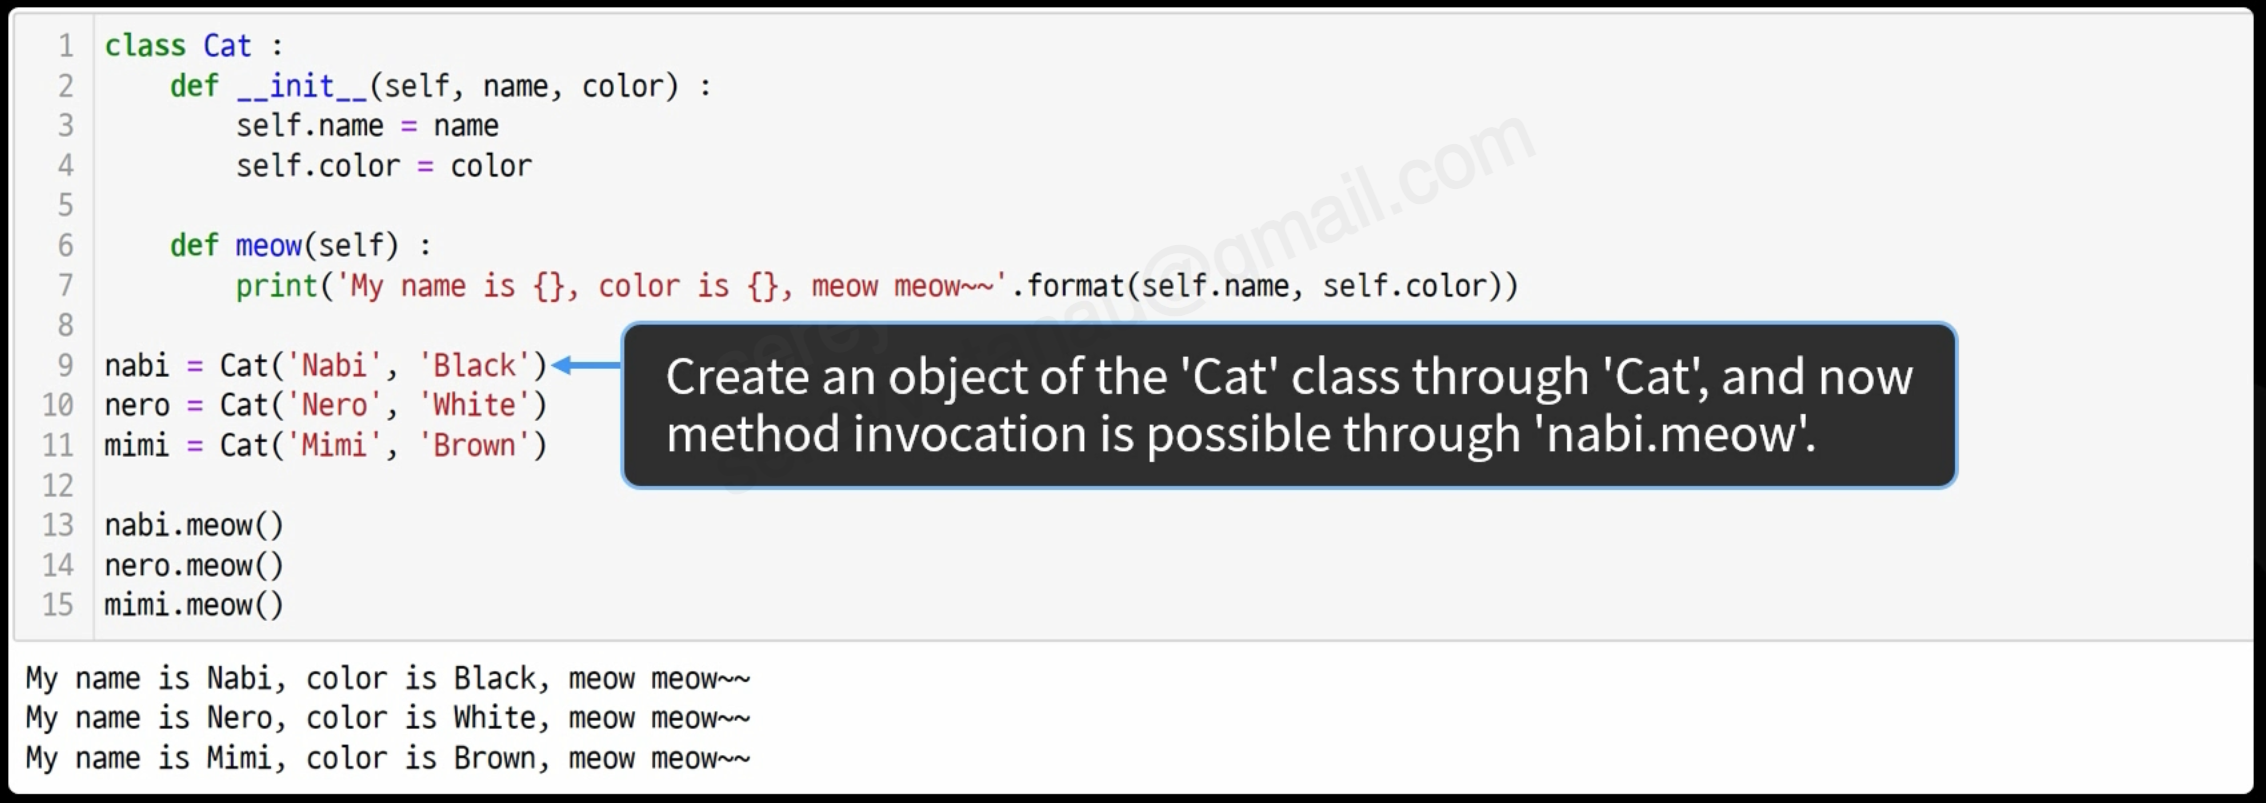 1 class Cat :
2     def __init__(self, name, color) :
3         self.name = name
4         self.color = color
5
6     def meow(self) :
7         print('My name is {}, color is {}, meow meow~~'.format(self.name, self.color))
8
9 nabi = Cat('Nabi', 'Black')
10 nero = Cat('Nero', 'White')
11 mimi = Cat('Mimi', 'Brown')
12
13 nabi.meow()
14 nero.meow()
15 mimi.meow()
Create an object of the 'Cat' class through 'Cat', and now
method invocation is possible through 'nabi.meow'.
My name is Nabi, color is Black, meow meow~~
My name is Nero, color is White, meow meow~~
My name is Mimi, color is Brown, meow meow~~